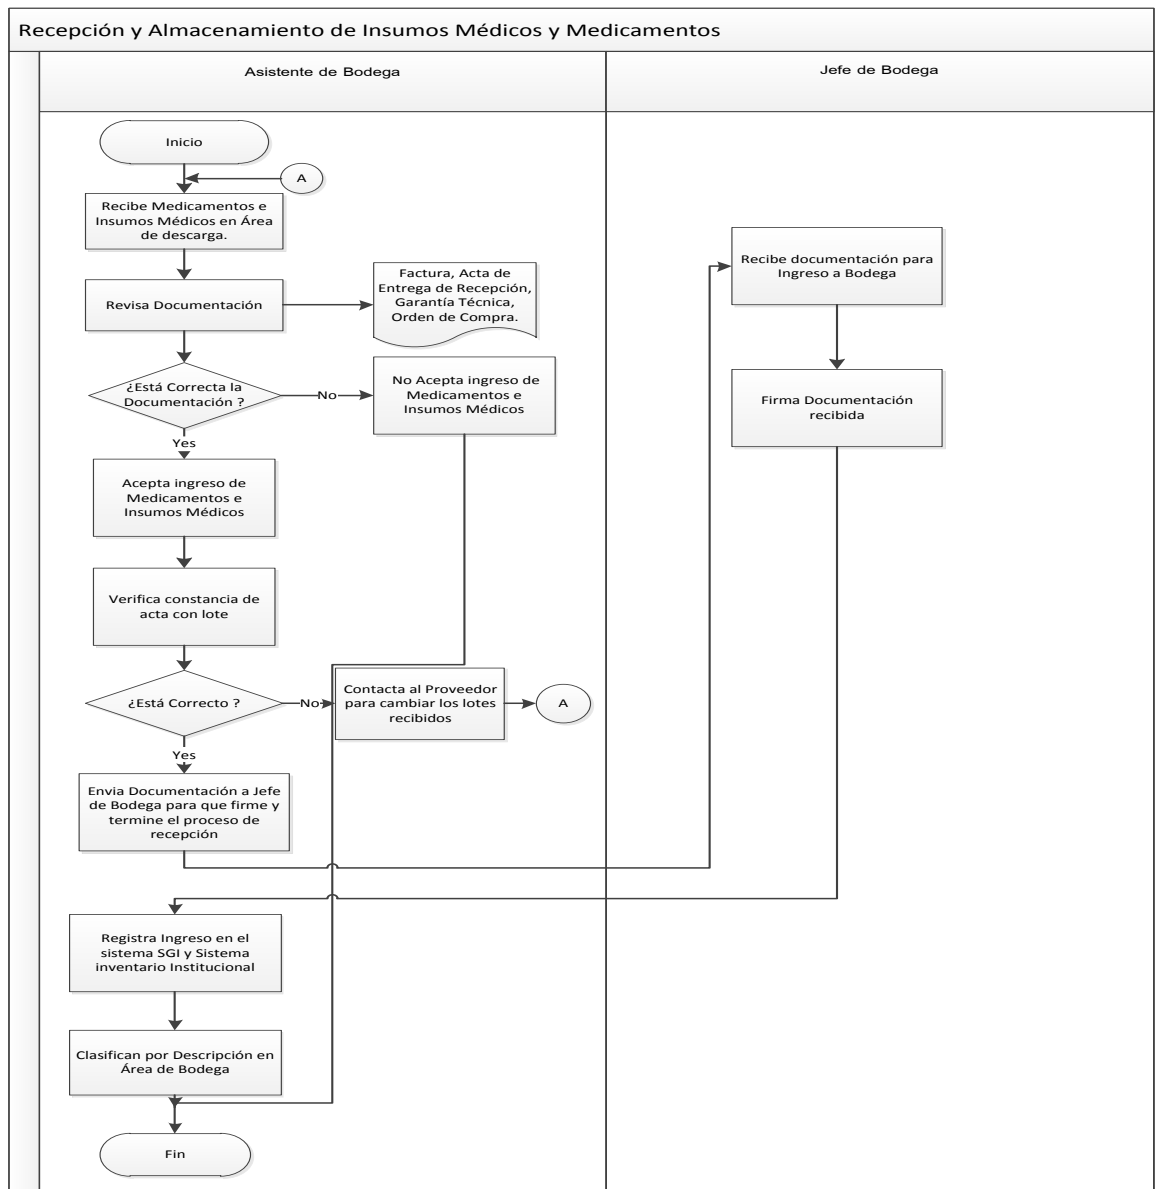 Recepción y Almacenamiento de Insumos Médicos y Medicamentos
Asistente de Bodega
Jefe de Bodega
Inicio
A
Recibe Medicamentos e
Insumos Médicos en Área
de descarga.
Revisa Documentación
Factura, Acta de
Entrega de Recepción,
Garantía Técnica,
Orden de Compra.
¿Está Correcta la
Documentación ?
No
No Acepta ingreso de
Medicamentos e
Insumos Médicos
Yes
Acepta ingreso de
Medicamentos e
Insumos Médicos
Verifica constancia de
acta con lote
¿Está Correcto ?
No
Contacta al Proveedor
para cambiar los lotes
recibidos
A
Yes
Envia Documentación a Jefe
de Bodega para que firme y
termine el proceso de
recepción
Recibe documentación para
Ingreso a Bodega
Firma Documentación
recibida
Registra Ingreso en el
sistema SGI y Sistema
inventario Institucional
Clasifican por Descripción en
Área de Bodega
Fin